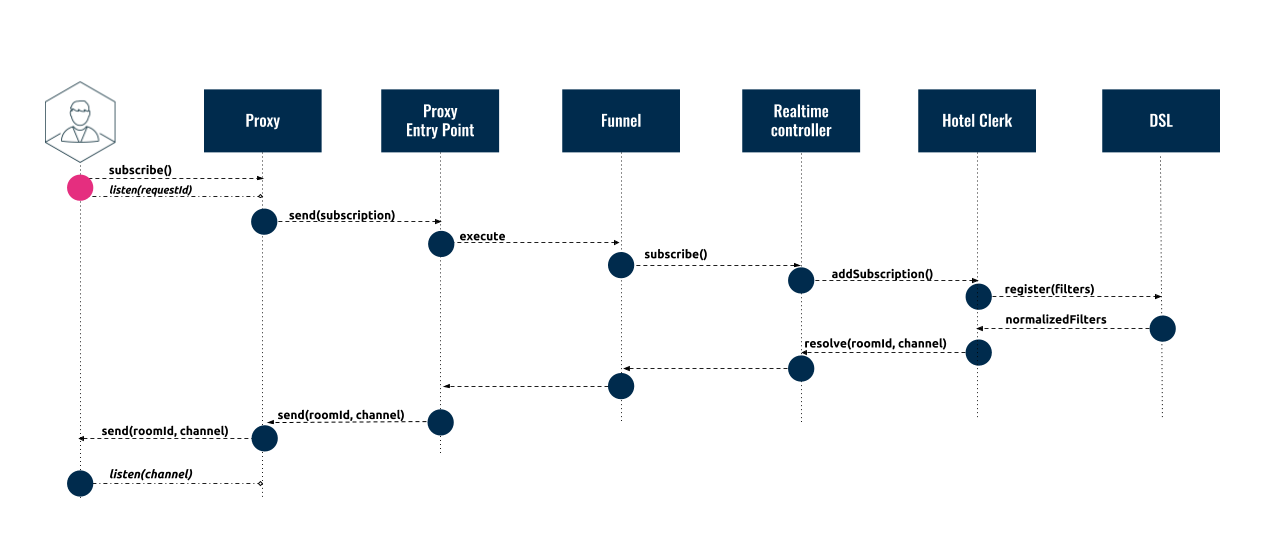 Proxy
Proxy
Entry Point
Funnel
Realtime
controller
Hotel Clerk
DSL
subscribe()
listen(requestId)
send(subscription)
execute
subscribe()
addSubscription()
register(filters)
normalizedFilters
resolve(roomId, channel)
send(roomId, channel)
send(roomId, channel)
listen(channel)